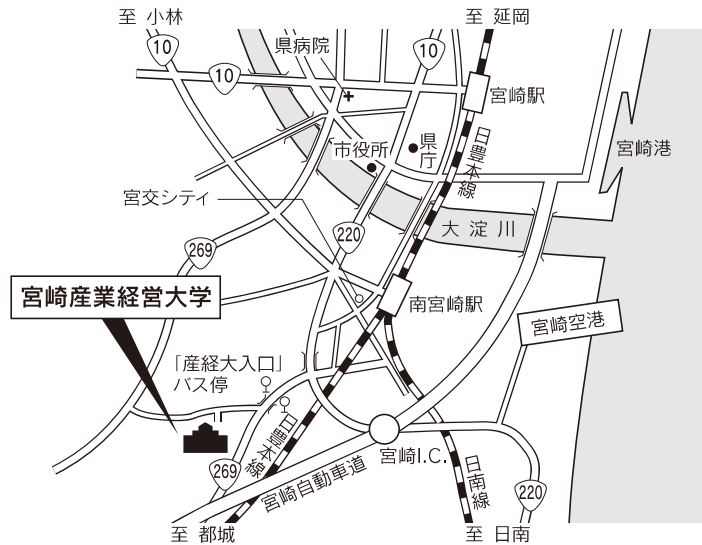 至 小林
至 延岡
10
県病院
10
10
宮崎駅
日豊本線
市役所
県庁
宮崎港
宮交シティ
220
大 淀 川
269
宮崎産業経営大学
南宮崎駅
宮崎空港
「産経大入口」
バス停
日豊本線
宮崎I.C.
269
宮崎自動車道
日南線
220
至 都城
至 日南